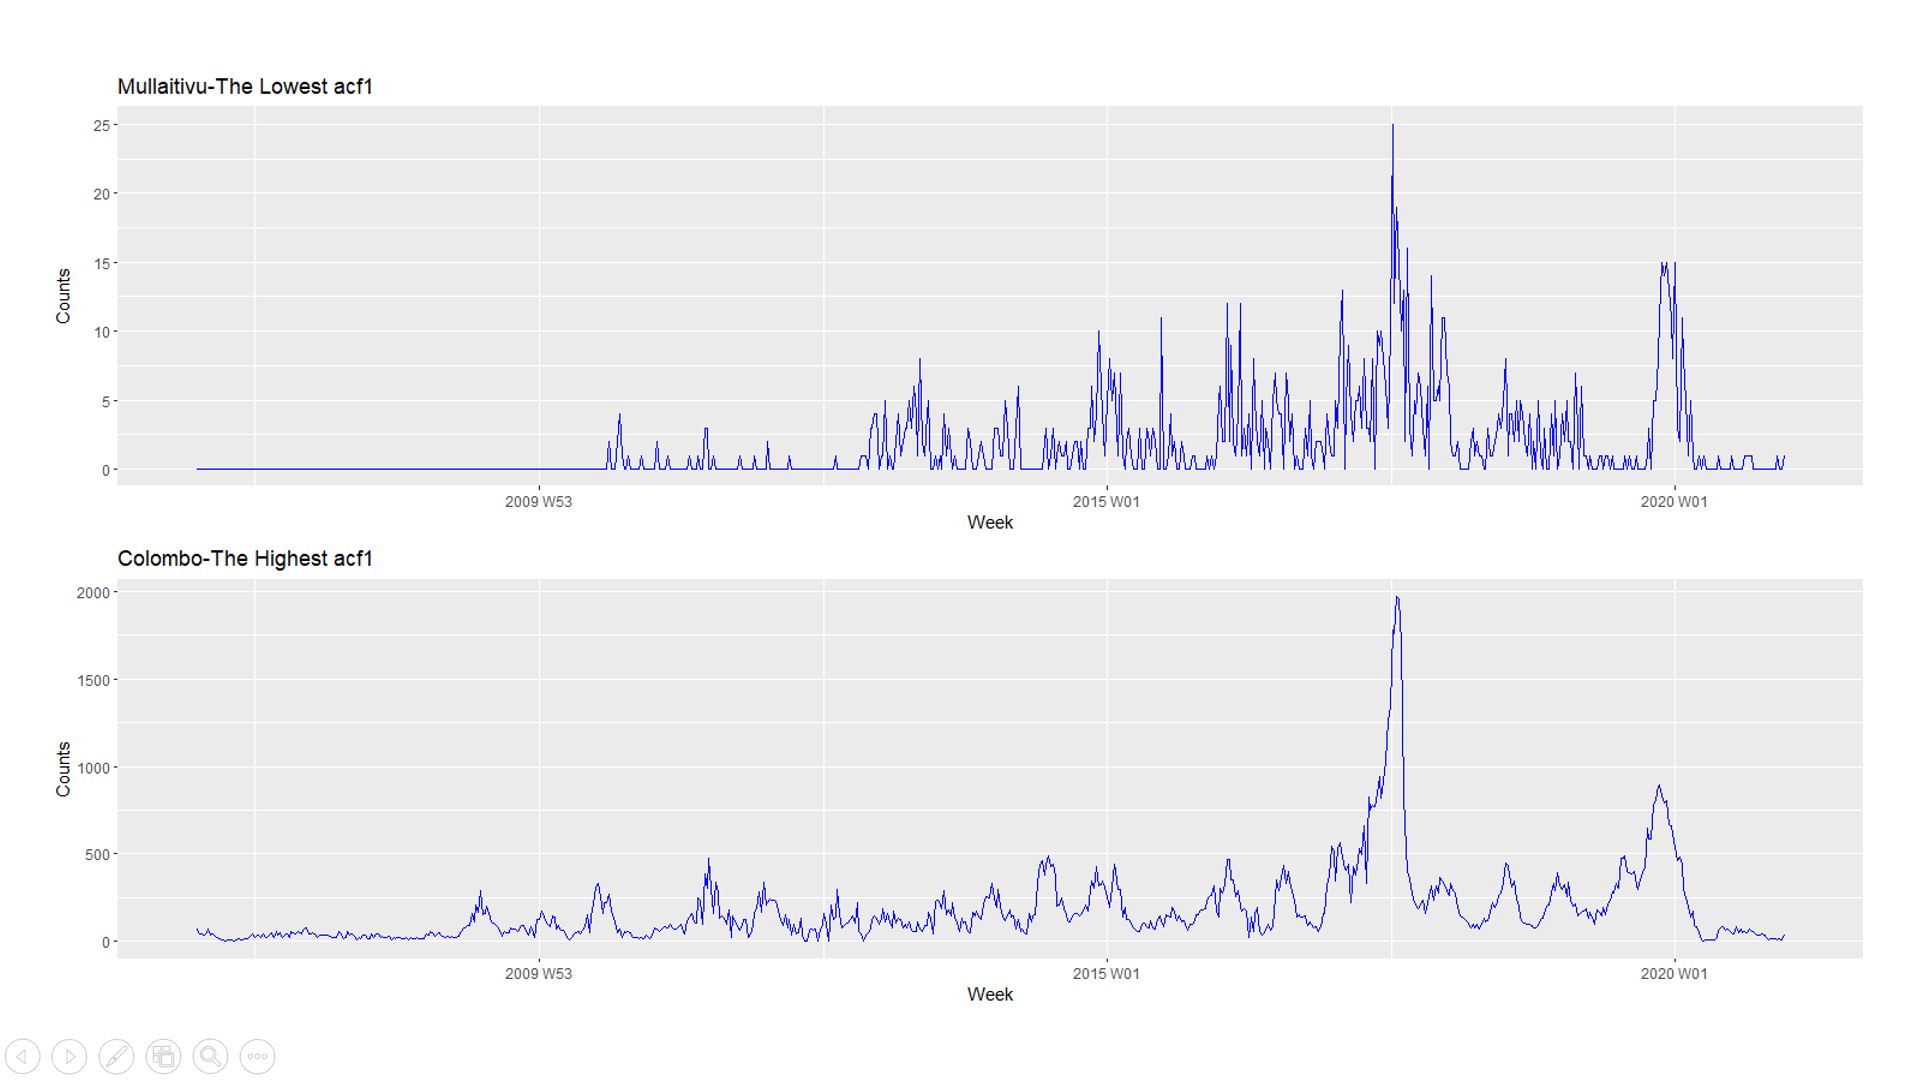 Mullaitivu-The Lowest acf1
25
20
15
10
5
0
Counts
2009 W53 2015 W01 2020 W01
Week
Colombo-The Highest acf1
2000
1500
1000
500
0
Counts
2009 W53 2015 W01 2020 W01
Week